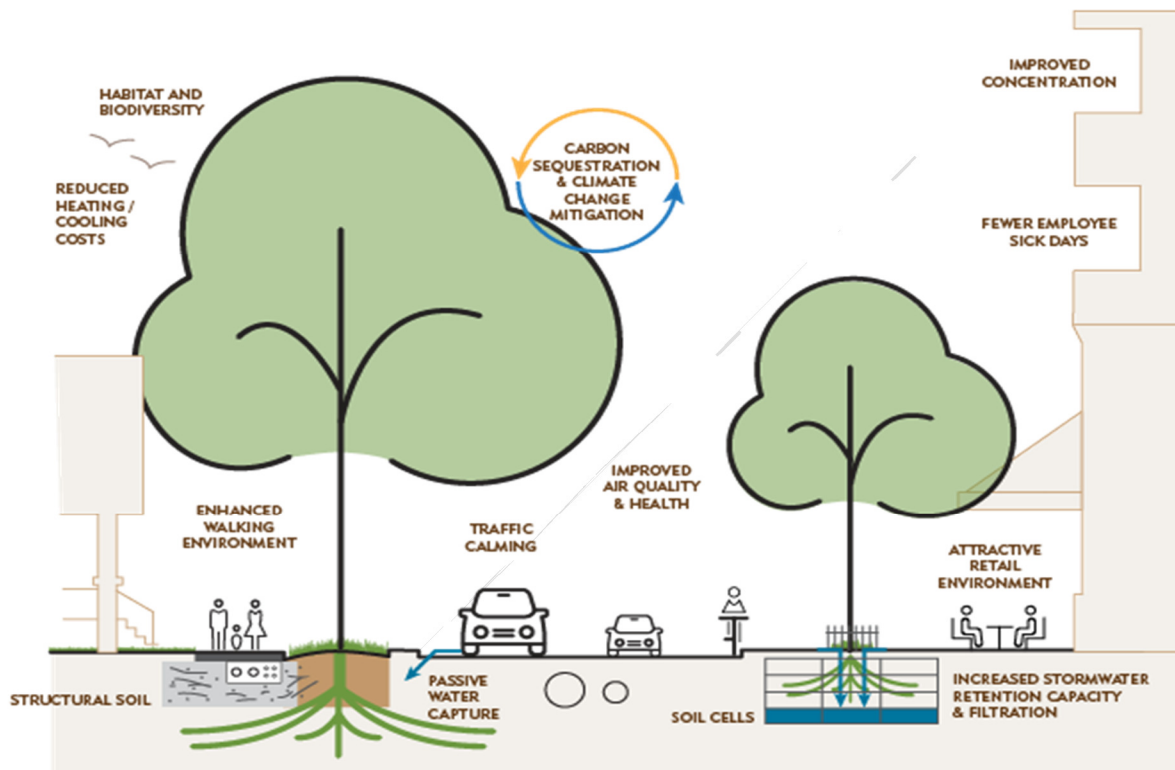 HABITAT AND
BIODIVERSITY
REDUCED
HEATING /
COOLING
COSTS
CARBON
SEQUESTRATION
& CLIMATE
CHANGE
MITIGATION
IMPROVED
CONCENTRATION
FEWER EMPLOYEE
SICK DAYS
ENHANCED
WALKING
ENVIRONMENT
TRAFFIC
CALMING
IMPROVED
AIR QUALITY
& HEALTH
ATTRACTIVE
RETAIL
ENVIRONMENT
STRUCTURAL SOIL
PASSIVE
WATER
CAPTURE
SOIL CELLS
INCREASED STORMWATER
RETENTION CAPACITY
& FILTRATION